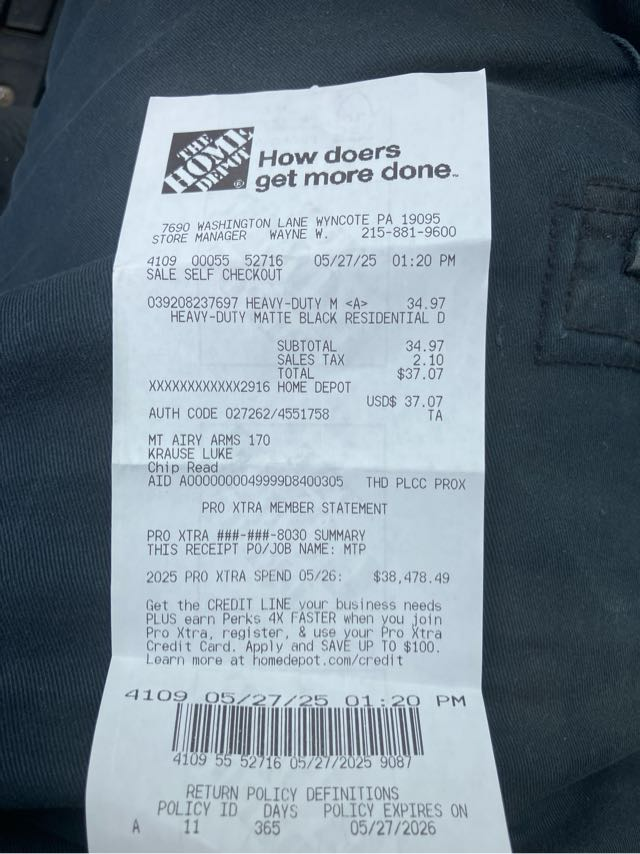 THE
HOME
DEPOT
How doers
get more done™
7690 WASHINGTON LANE WYNCOTE PA 19095
STORE MANAGER WAYNE W. 215-881-9600
4109 00055 52716 05/27/25 01:20 PM
SALE SELF CHECKOUT
039208237697 HEAVY-DUTY M <A> 34.97
HEAVY-DUTY MATTE BLACK RESIDENTIAL D
SUBTOTAL 34.97
SALES TAX 2.10
TOTAL $37.07
XXXXXXXXXXXX2916 HOME DEPOT
USD$ 37.07
AUTH CODE 027262/4551758 TA
MT AIRY ARMS 170
KRAUSE LUKE
Chip Read
AID A0000000049999D8400305 THD PLCC PROX
PRO XTRA MEMBER STATEMENT
PRO XTRA ###-###-8030 SUMMARY
THIS RECEIPT PO/JOB NAME: MTP
2025 PRO XTRA SPEND 05/26: $38,478.49
Get the CREDIT LINE your business needs
PLUS earn Perks 4X FASTER when you join
Pro Xtra, register, & use your Pro Xtra
Credit Card. Apply and SAVE UP TO $100.
Learn more at homedepot.com/credit
4109 05/27/25 01:20 PM
4109 55 52716 05/27/2025 9087
RETURN POLICY DEFINITIONS
POLICY ID DAYS POLICY EXPIRES ON
A 11 365 05/27/2026